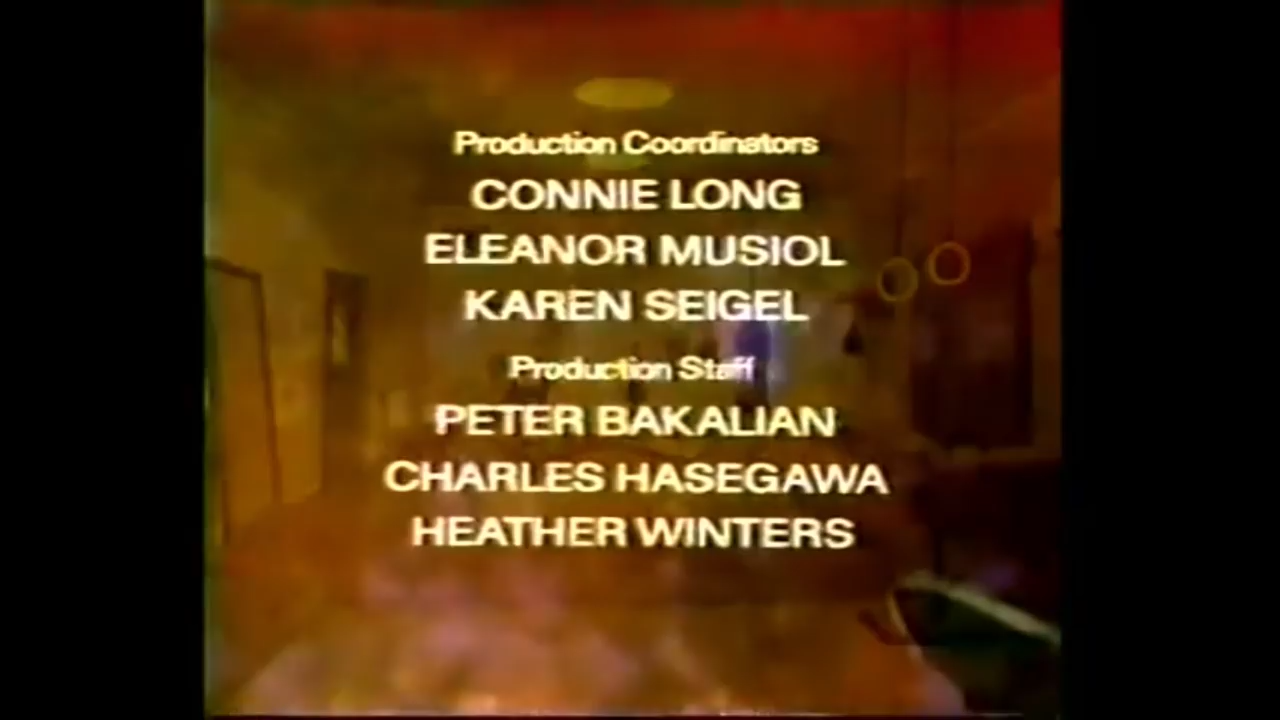 Production Coordinators
CONNIE LONG
ELEANOR MUSIOL
KAREN SEIGEL
Production Staff
PETER BAKALIAN
CHARLES HASEGAWA
HEATHER WINTERS